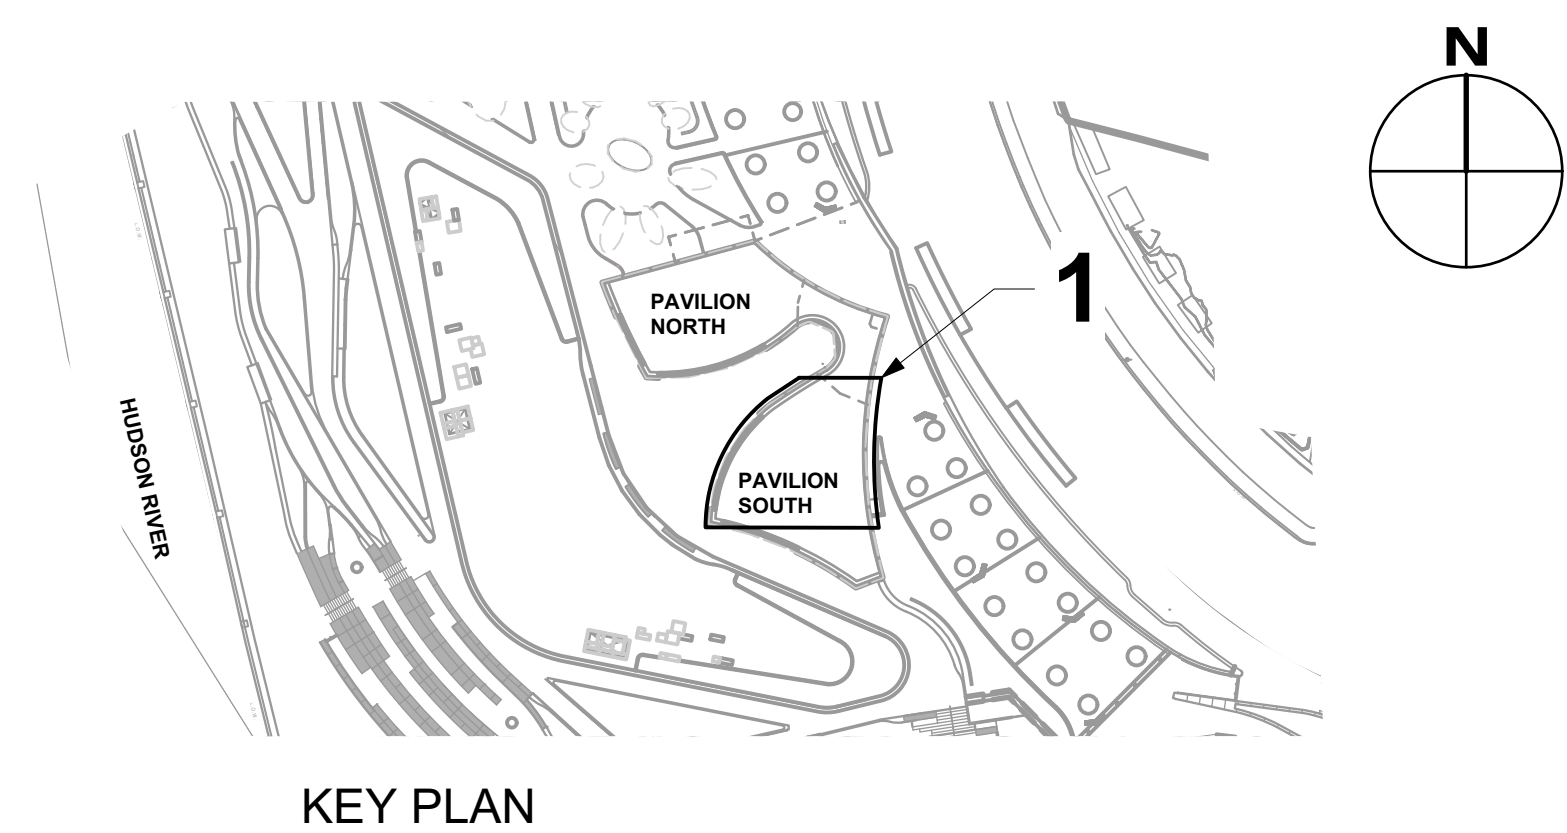 N
PAVILION
NORTH
1
HUDSON RIVER
PAVILION
SOUTH
KEY PLAN